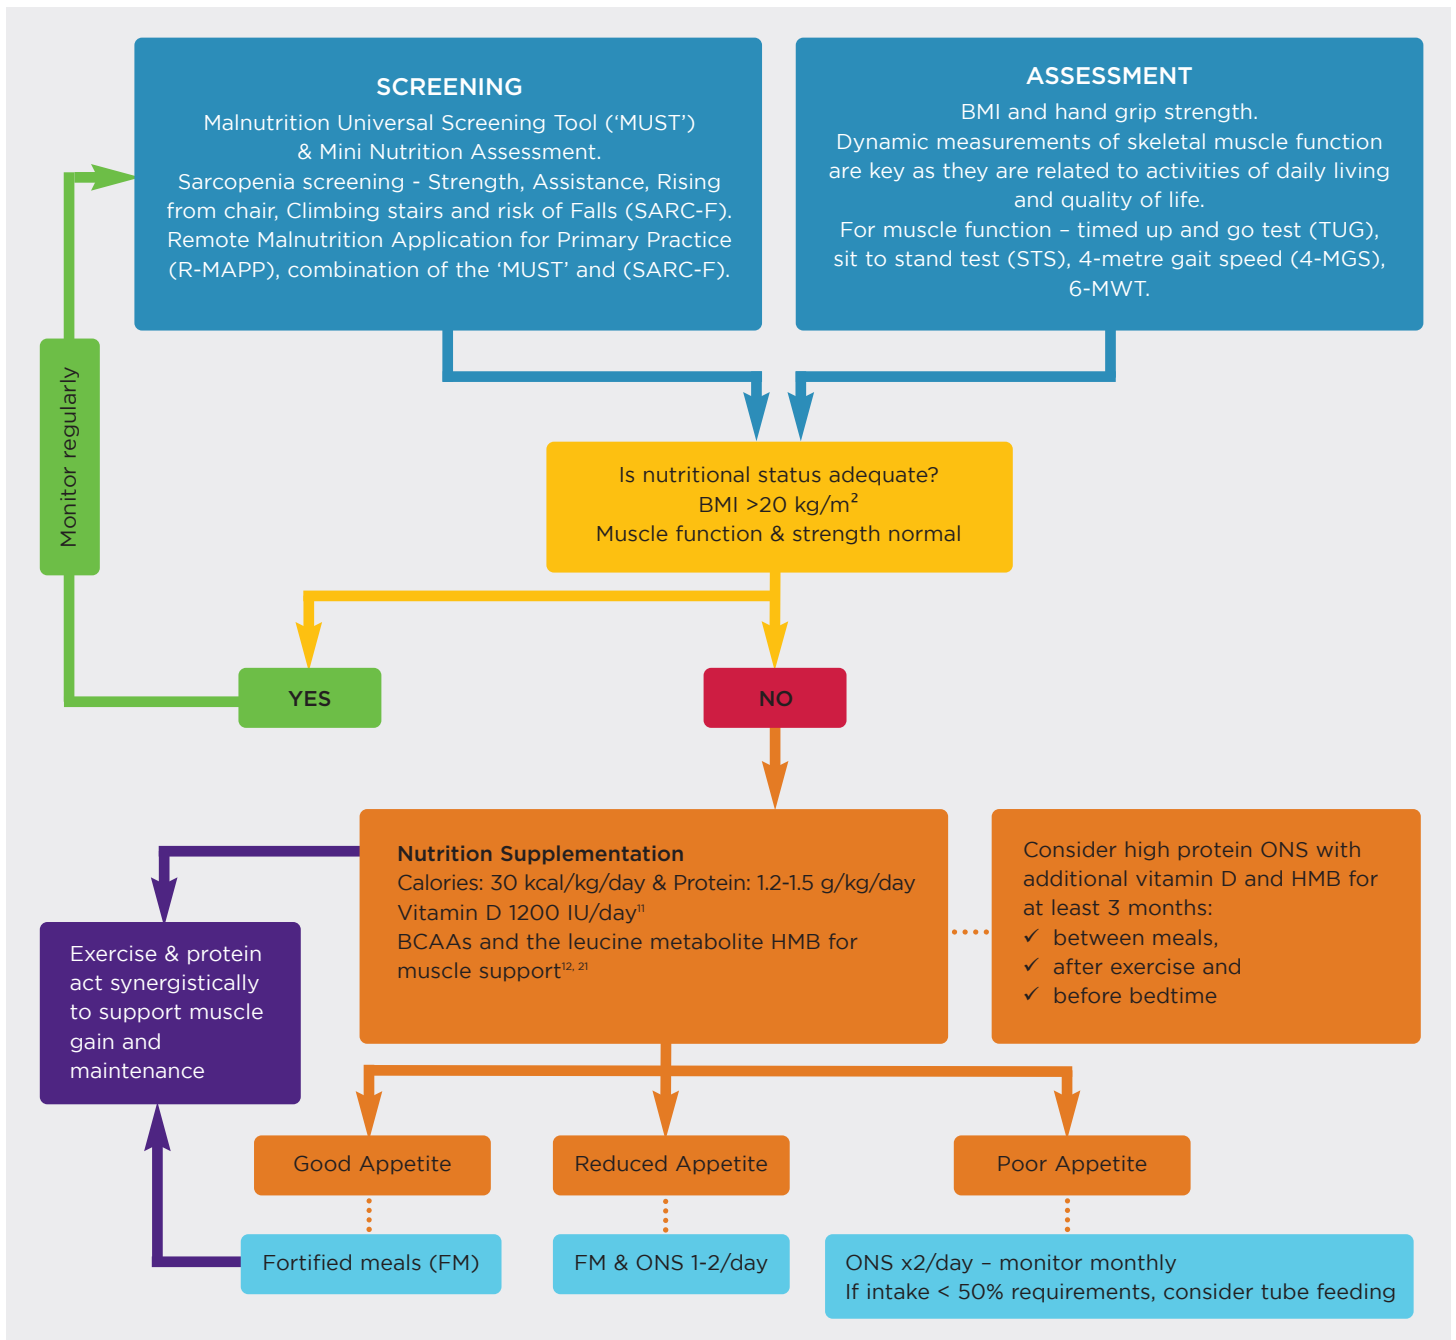 SCREENING
Malnutrition Universal Screening Tool (‘MUST’)
& Mini Nutrition Assessment.
Sarcopenia screening - Strength, Assistance, Rising
from chair, Climbing stairs and risk of Falls (SARC-F).
Remote Malnutrition Application for Primary Practice
(R-MAPP), combination of the ‘MUST’ and (SARC-F).
ASSESSMENT
BMI and hand grip strength.
Dynamic measurements of skeletal muscle function
are key as they are related to activities of daily living
and quality of life.
For muscle function – timed up and go test (TUG),
sit to stand test (STS), 4-metre gait speed (4-MGS),
6-MWT.
Monitor regularly
Is nutritional status adequate?
BMI >20 kg/m²
Muscle function & strength normal
YES
NO
Nutrition Supplementation
Calories: 30 kcal/kg/day & Protein: 1.2-1.5 g/kg/day
Vitamin D 1200 IU/day¹¹
BCAAs and the leucine metabolite HMB for
muscle support¹²,²¹
Consider high protein ONS with
additional vitamin D and HMB for
at least 3 months:
✓ between meals,
✓ after exercise and
✓ before bedtime
Exercise & protein
act synergistically
to support muscle
gain and
maintenance
Good Appetite
Reduced Appetite
Poor Appetite
Fortified meals (FM)
FM & ONS 1-2/day
ONS x2/day – monitor monthly
If intake < 50% requirements, consider tube feeding